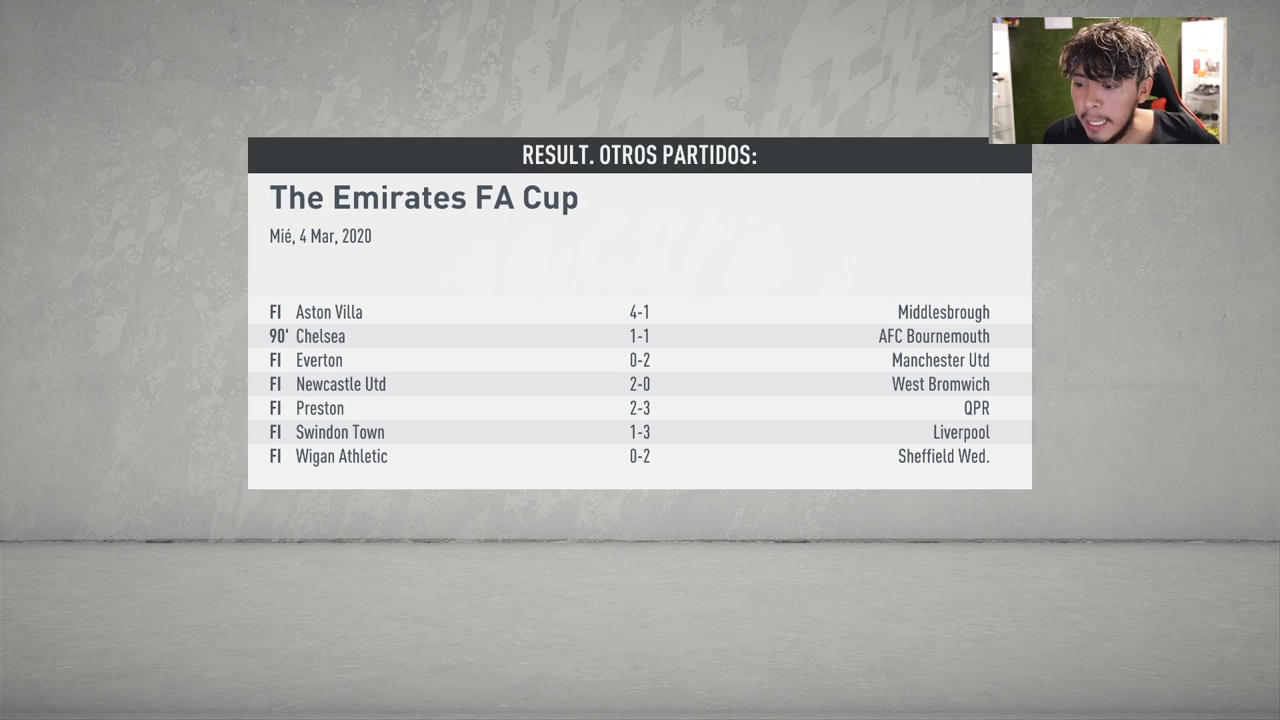 RESULT. OTROS PARTIDOS:
The Emirates FA Cup
Mié, 4 Mar, 2020
FI Aston Villa 4-1 Middlesbrough
90' Chelsea 1-1 AFC Bournemouth
FI Everton 0-2 Manchester Utd
FI Newcastle Utd 2-0 West Bromwich
FI Preston 2-3 QPR
FI Swindon Town 1-3 Liverpool
FI Wigan Athletic 0-2 Sheffield Wed.